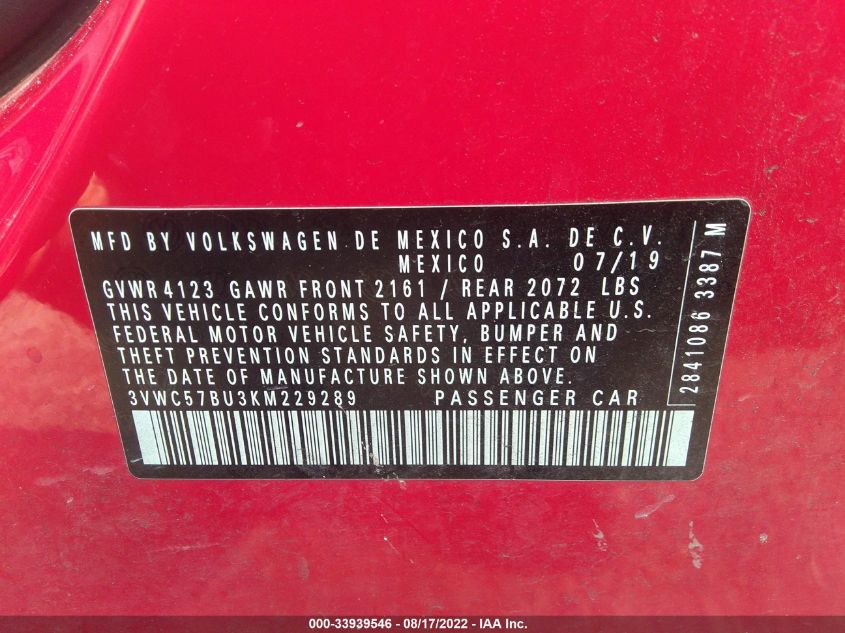 MFD BY VOLKSWAGEN DE MEXICO S.A. DE C.V.
MEXICO 07/19
GVWR 4123 GAWR FRONT 2161 / REAR 2072 LBS
THIS VEHICLE CONFORMS TO ALL APPLICABLE U.S.
FEDERAL MOTOR VEHICLE SAFETY, BUMPER AND
THEFT PREVENTION STANDARDS IN EFFECT ON
THE DATE OF MANUFACTURE SHOWN ABOVE.
3VWC57BU3KM229289 PASSENGER CAR
2841086 3387 M
000-33939546 - 08/17/2022 - IAA Inc.